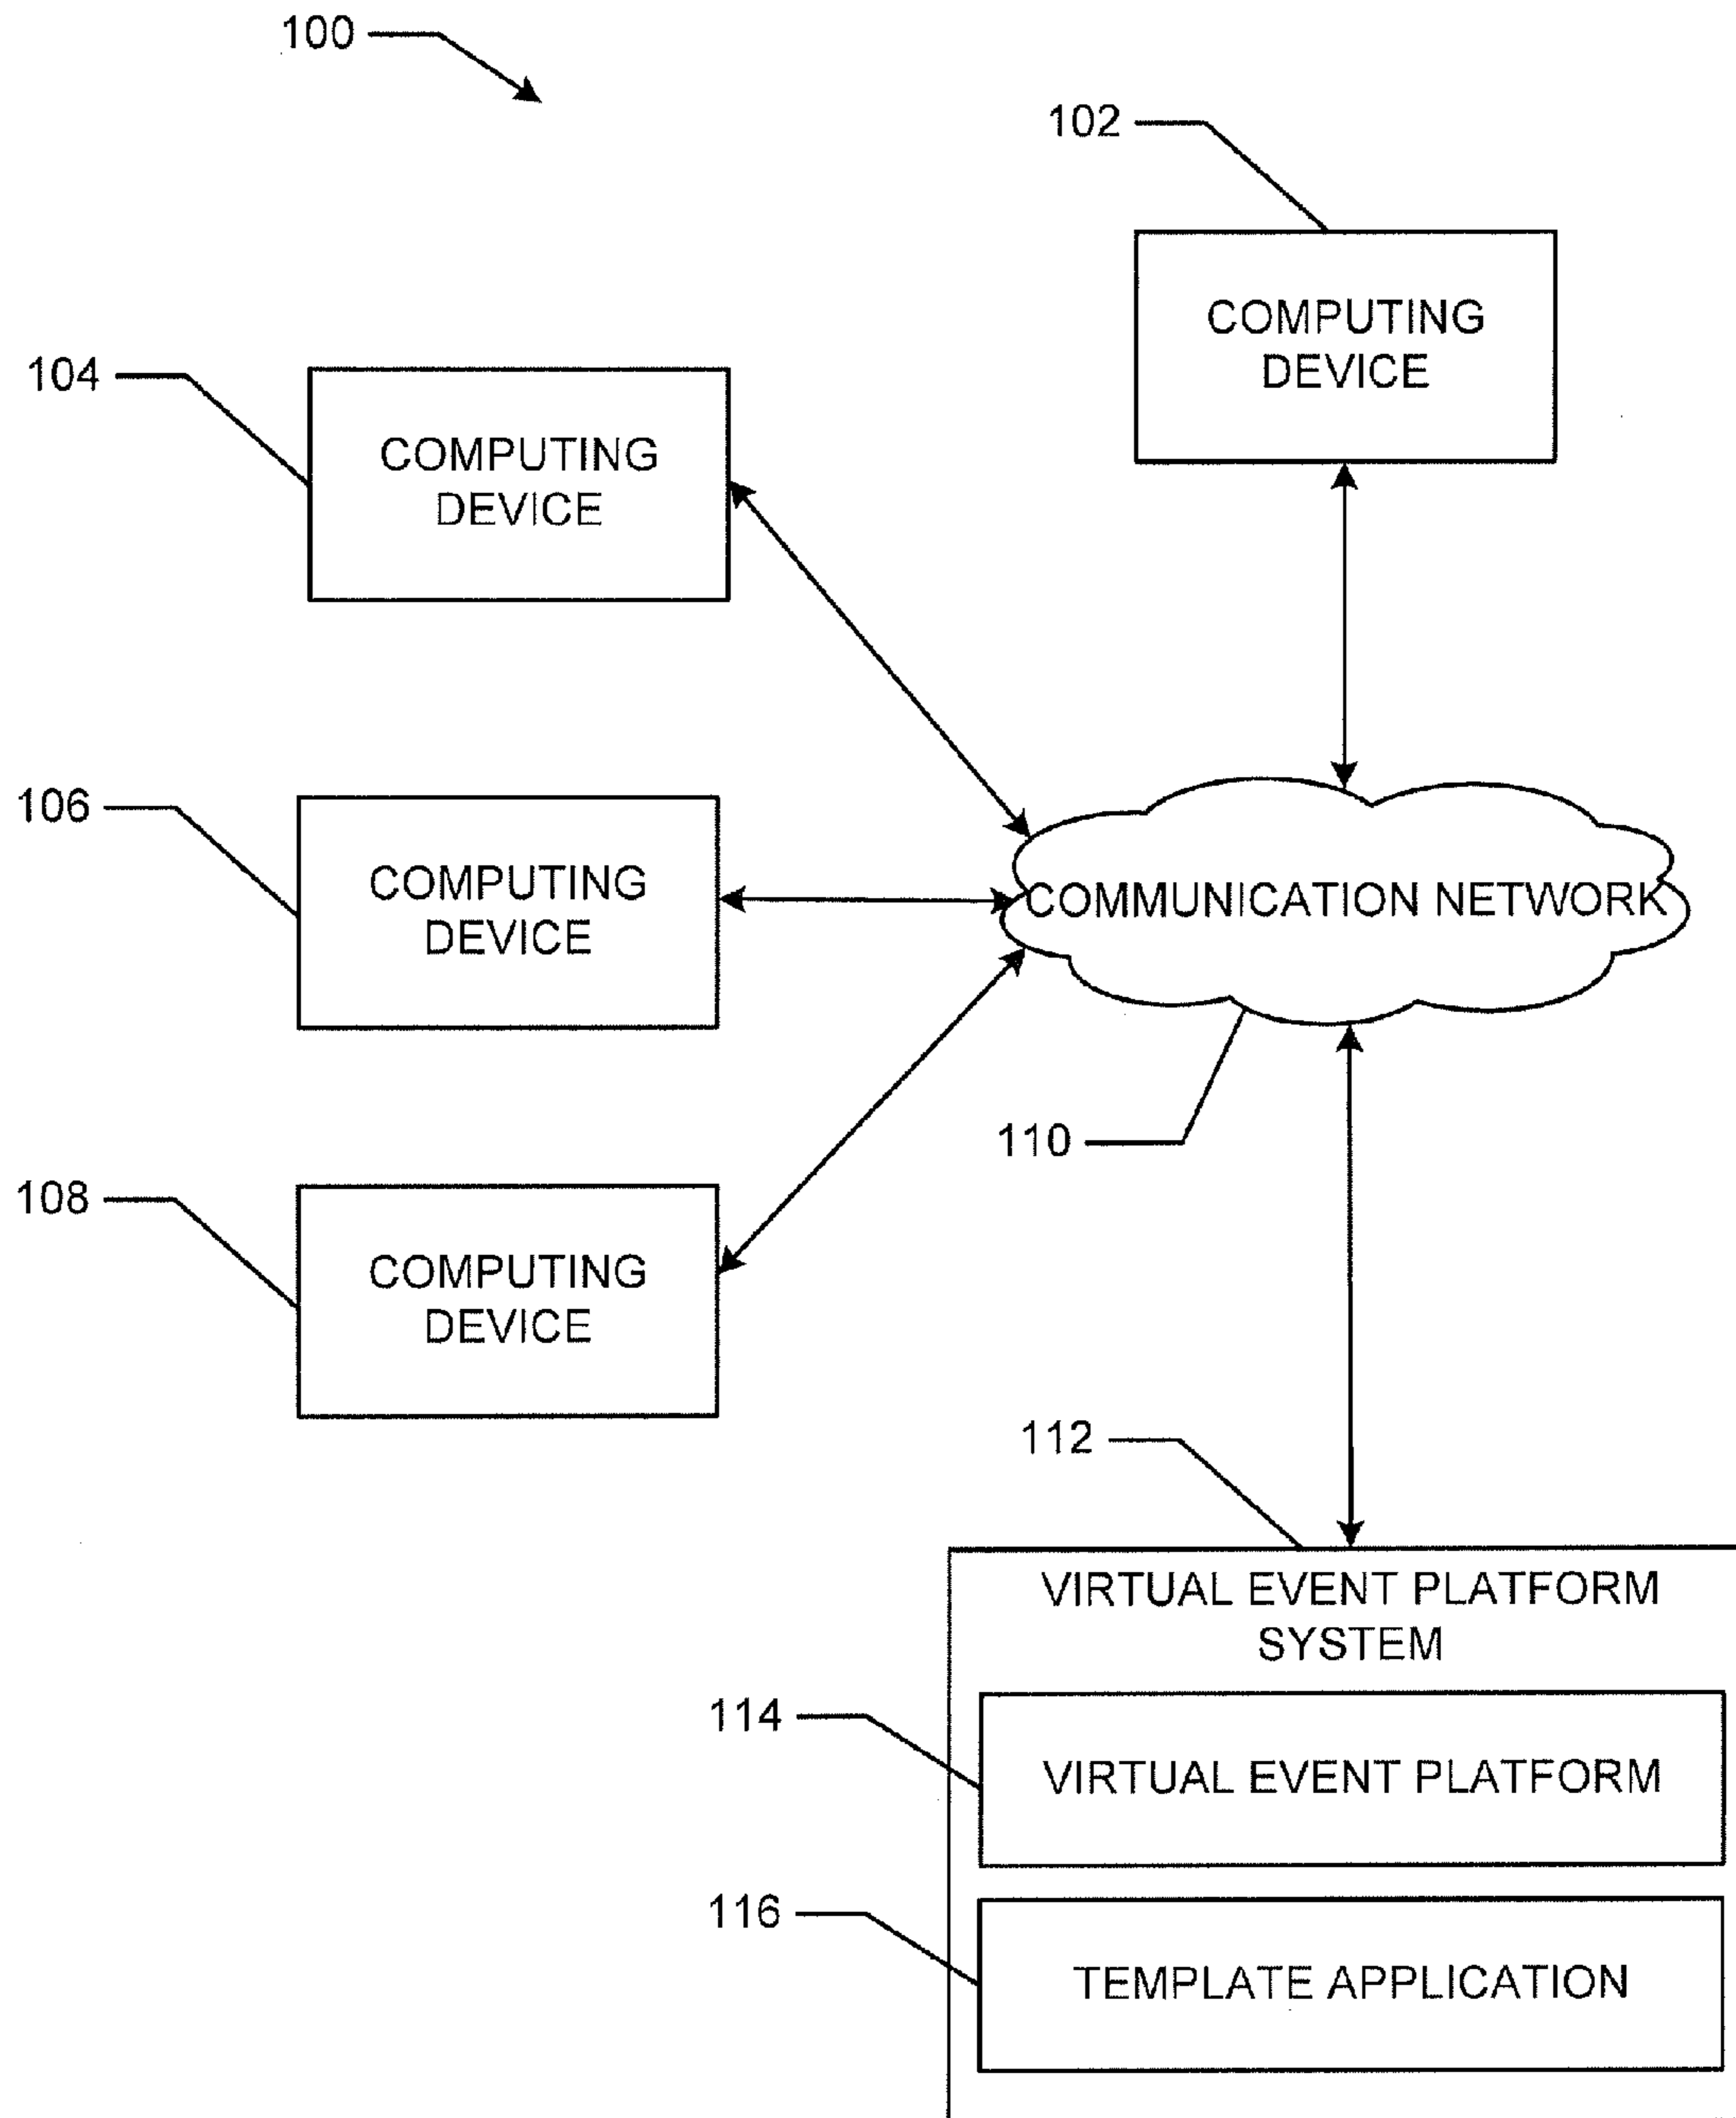 100
102
COMPUTING
DEVICE
104
COMPUTING
DEVICE
106
COMPUTING
DEVICE
COMMUNICATION NETWORK
110
108
COMPUTING
DEVICE
112
VIRTUAL EVENT PLATFORM
SYSTEM
114
VIRTUAL EVENT PLATFORM
116
TEMPLATE APPLICATION